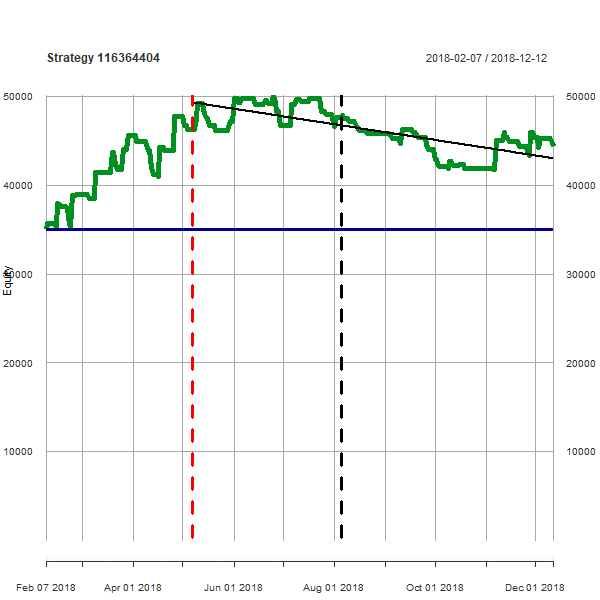 Strategy 116364404
2018-02-07 / 2018-12-12
50000
50000
40000
40000
Equity
30000
30000
20000
20000
10000
10000
Feb 07 2018
Apr 01 2018
Jun 01 2018
Aug 01 2018
Oct 01 2018
Dec 01 2018